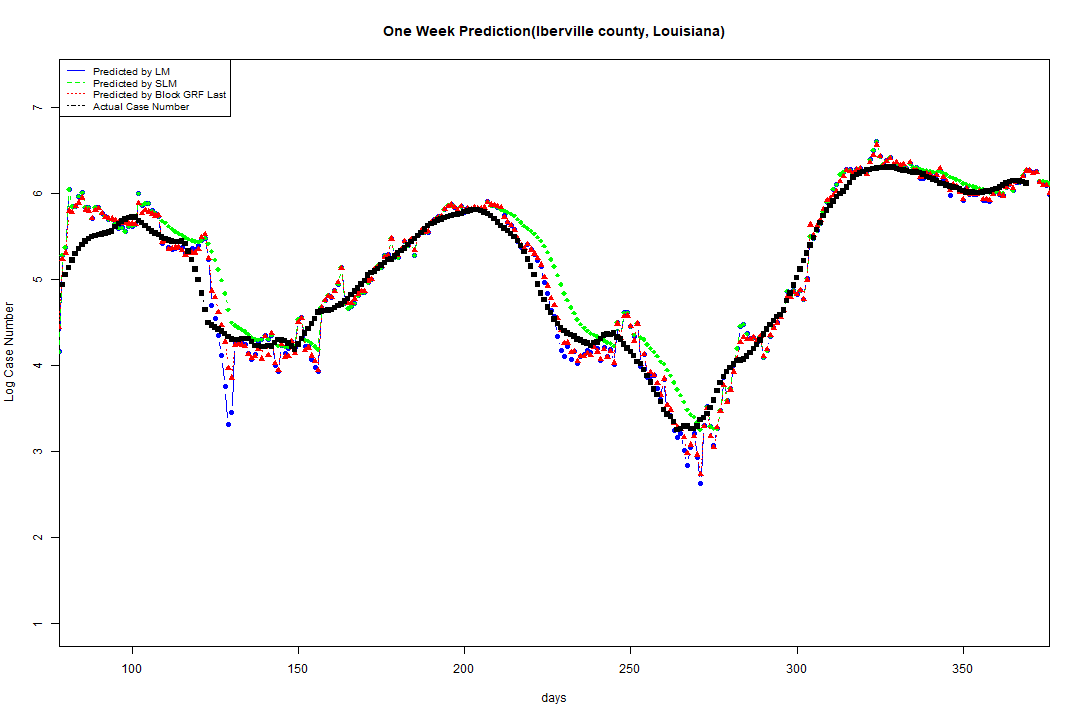 One Week Prediction(Iberville county, Louisiana)
Predicted by LM
Predicted by SLM
Predicted by Block GRF Last
Actual Case Number
7
6
5
4
3
2
1
Log Case Number
100 150 200 250 300 350
days